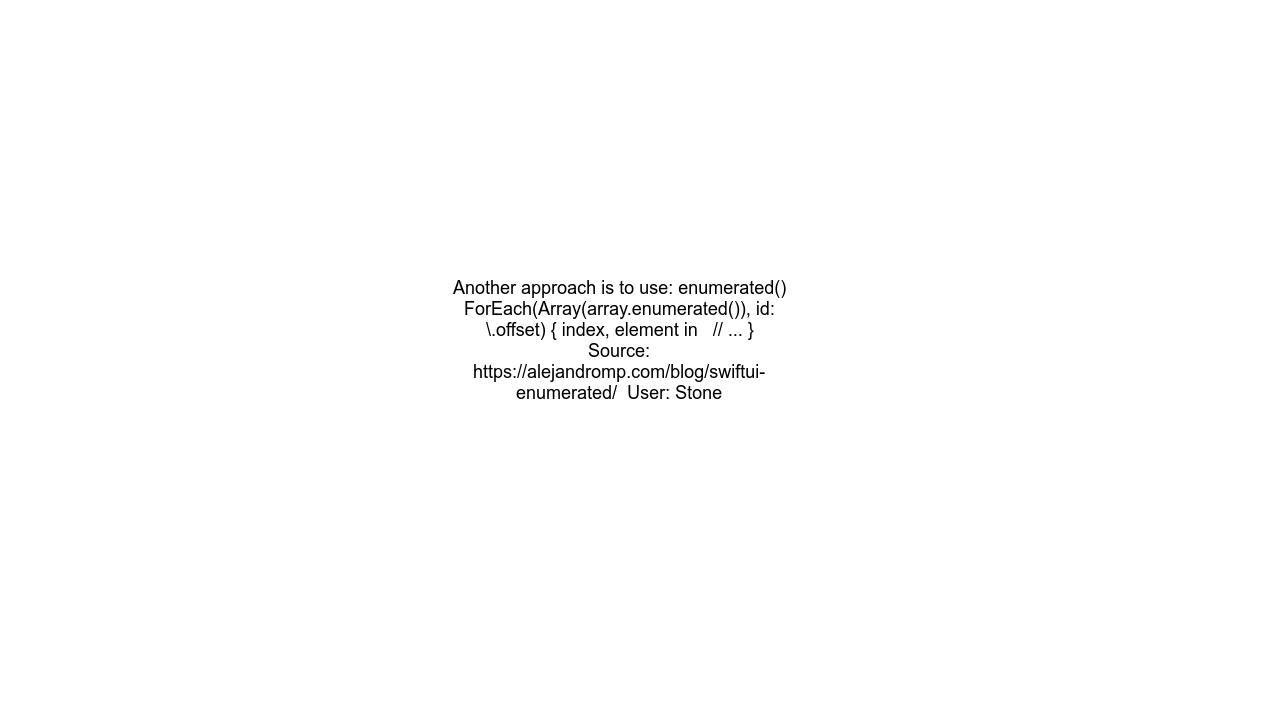 Another approach is to use: enumerated()
ForEach(Array(array.enumerated()), id:
\.offset) { index, element in   // ... }
Source:
https://alejandromp.com/blog/swiftui-
enumerated/  User: Stone